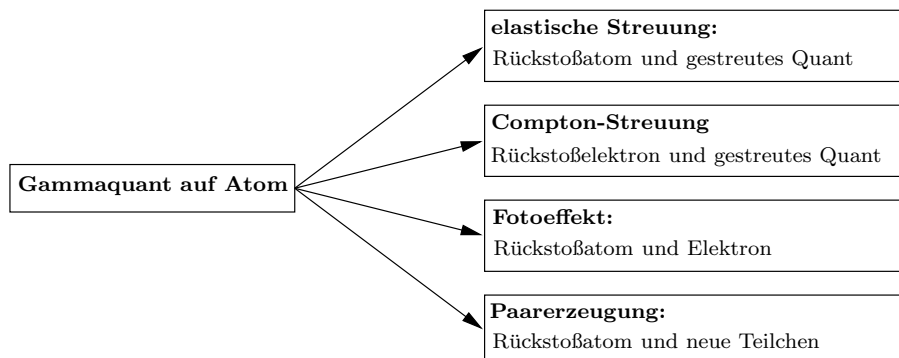 elastische Streuung:
Rückstoßatom und gestreutes Quant
Compton-Streuung
Rückstoßelektron und gestreutes Quant
Gammaquant auf Atom
Fotoeffekt:
Rückstoßatom und Elektron
Paarerzeugung:
Rückstoßatom und neue Teilchen